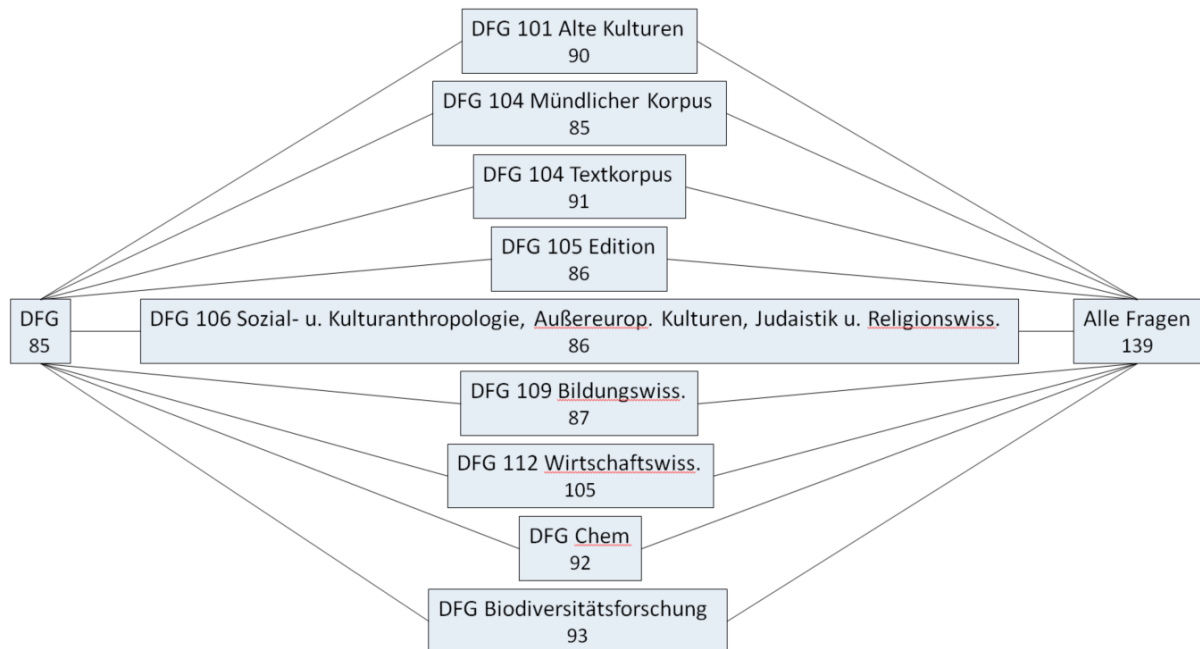 DFG 101 Alte Kulturen
90
DFG 104 Mündlicher Korpus
85
DFG 104 Textkorpus
91
DFG 105 Edition
86
DFG
85
DFG 106 Sozial- u. Kulturanthropologie, Außereurop. Kulturen, Judaistik u. Religionswiss.
86
Alle Fragen
139
DFG 109 Bildungswiss.
87
DFG 112 Wirtschaftswiss.
105
DFG Chem
92
DFG Biodiversitätsforschung
93